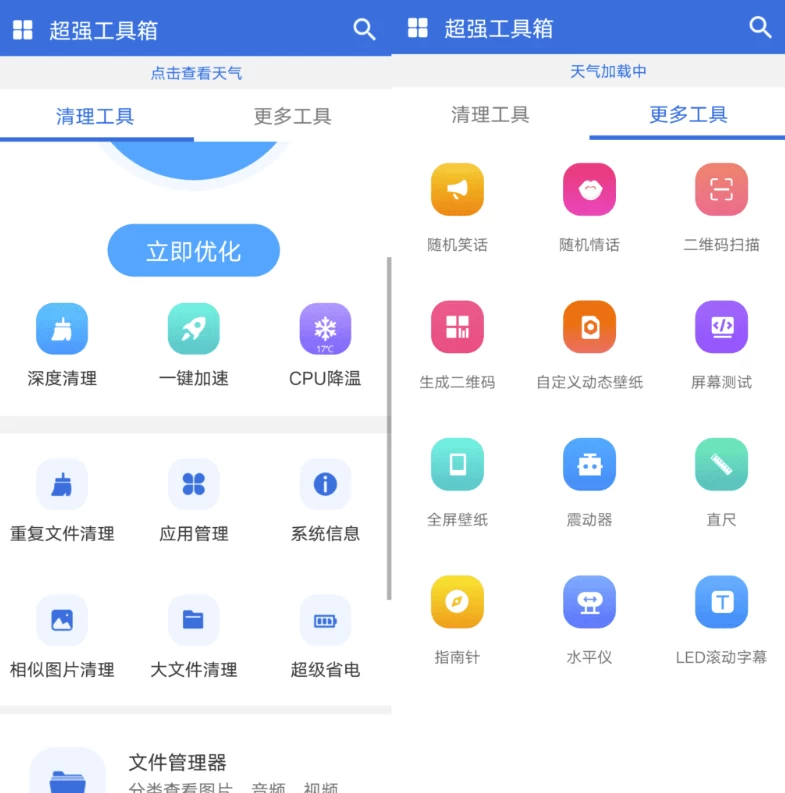 超强工具箱
点击查看天气
清理工具 更多工具
立即优化
深度清理 一键加速 CPU降温
17℃
重复文件清理 应用管理 系统信息
相似图片清理 大文件清理 超级省电
文件管理器
分类查看图片、音频、视频
超强工具箱
天气加载中
清理工具 更多工具
随机笑话 随机情话 二维码扫描
生成二维码 自定义动态壁纸 屏幕测试
全屏壁纸 震动器 直尺
指南针 水平仪 LED滚动字幕